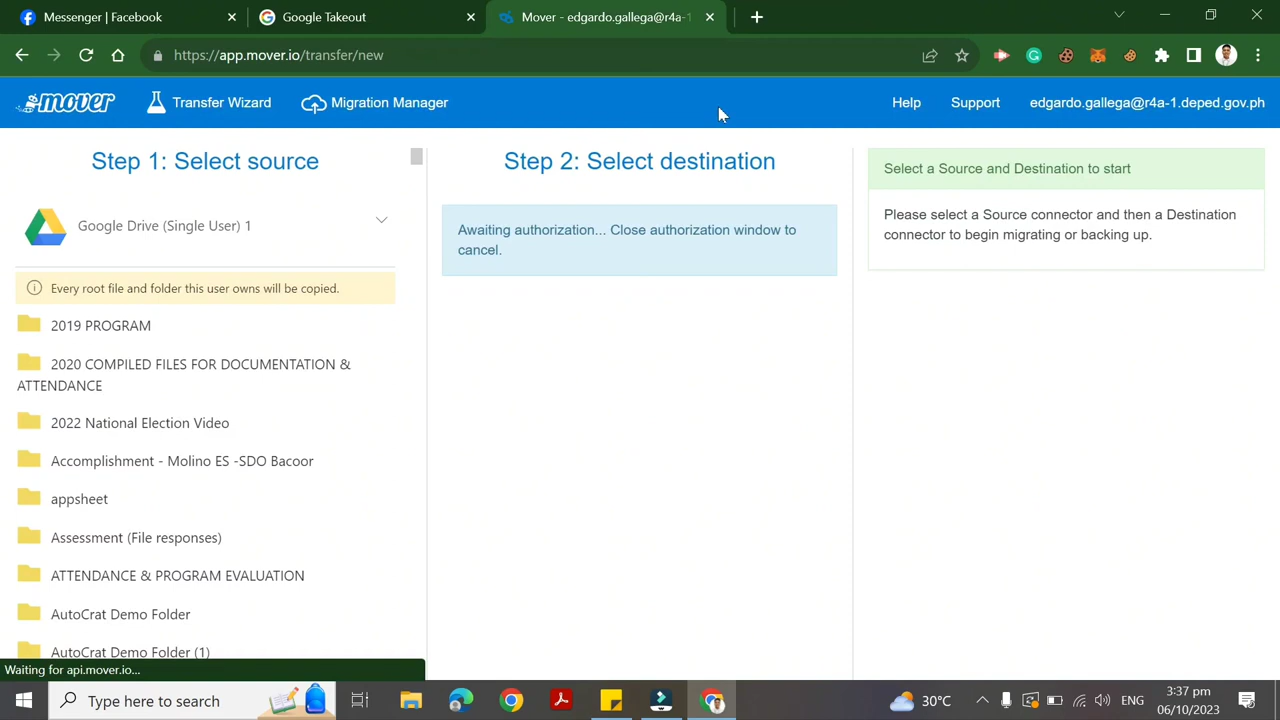 Messenger | Facebook
Google Takeout
Mover - edgardo.gallega@r4a-1
https://app.mover.io/transfer/new
mover
Transfer Wizard
Migration Manager
Help
Support
edgardo.gallega@r4a-1.deped.gov.ph
Step 1: Select source
Google Drive (Single User) 1
Every root file and folder this user owns will be copied.
2019 PROGRAM
2020 COMPILED FILES FOR DOCUMENTATION &
ATTENDANCE
2022 National Election Video
Accomplishment - Molino ES -SDO Bacoor
appsheet
Assessment (File responses)
ATTENDANCE & PROGRAM EVALUATION
AutoCrat Demo Folder
AutoCrat Demo Folder (1)
Step 2: Select destination
Awaiting authorization... Close authorization window to
cancel.
Select a Source and Destination to start
Please select a Source connector and then a Destination
connector to begin migrating or backing up.
Waiting for api.mover.io...
Type here to search
30°C
ENG
3:37 pm
06/10/2023